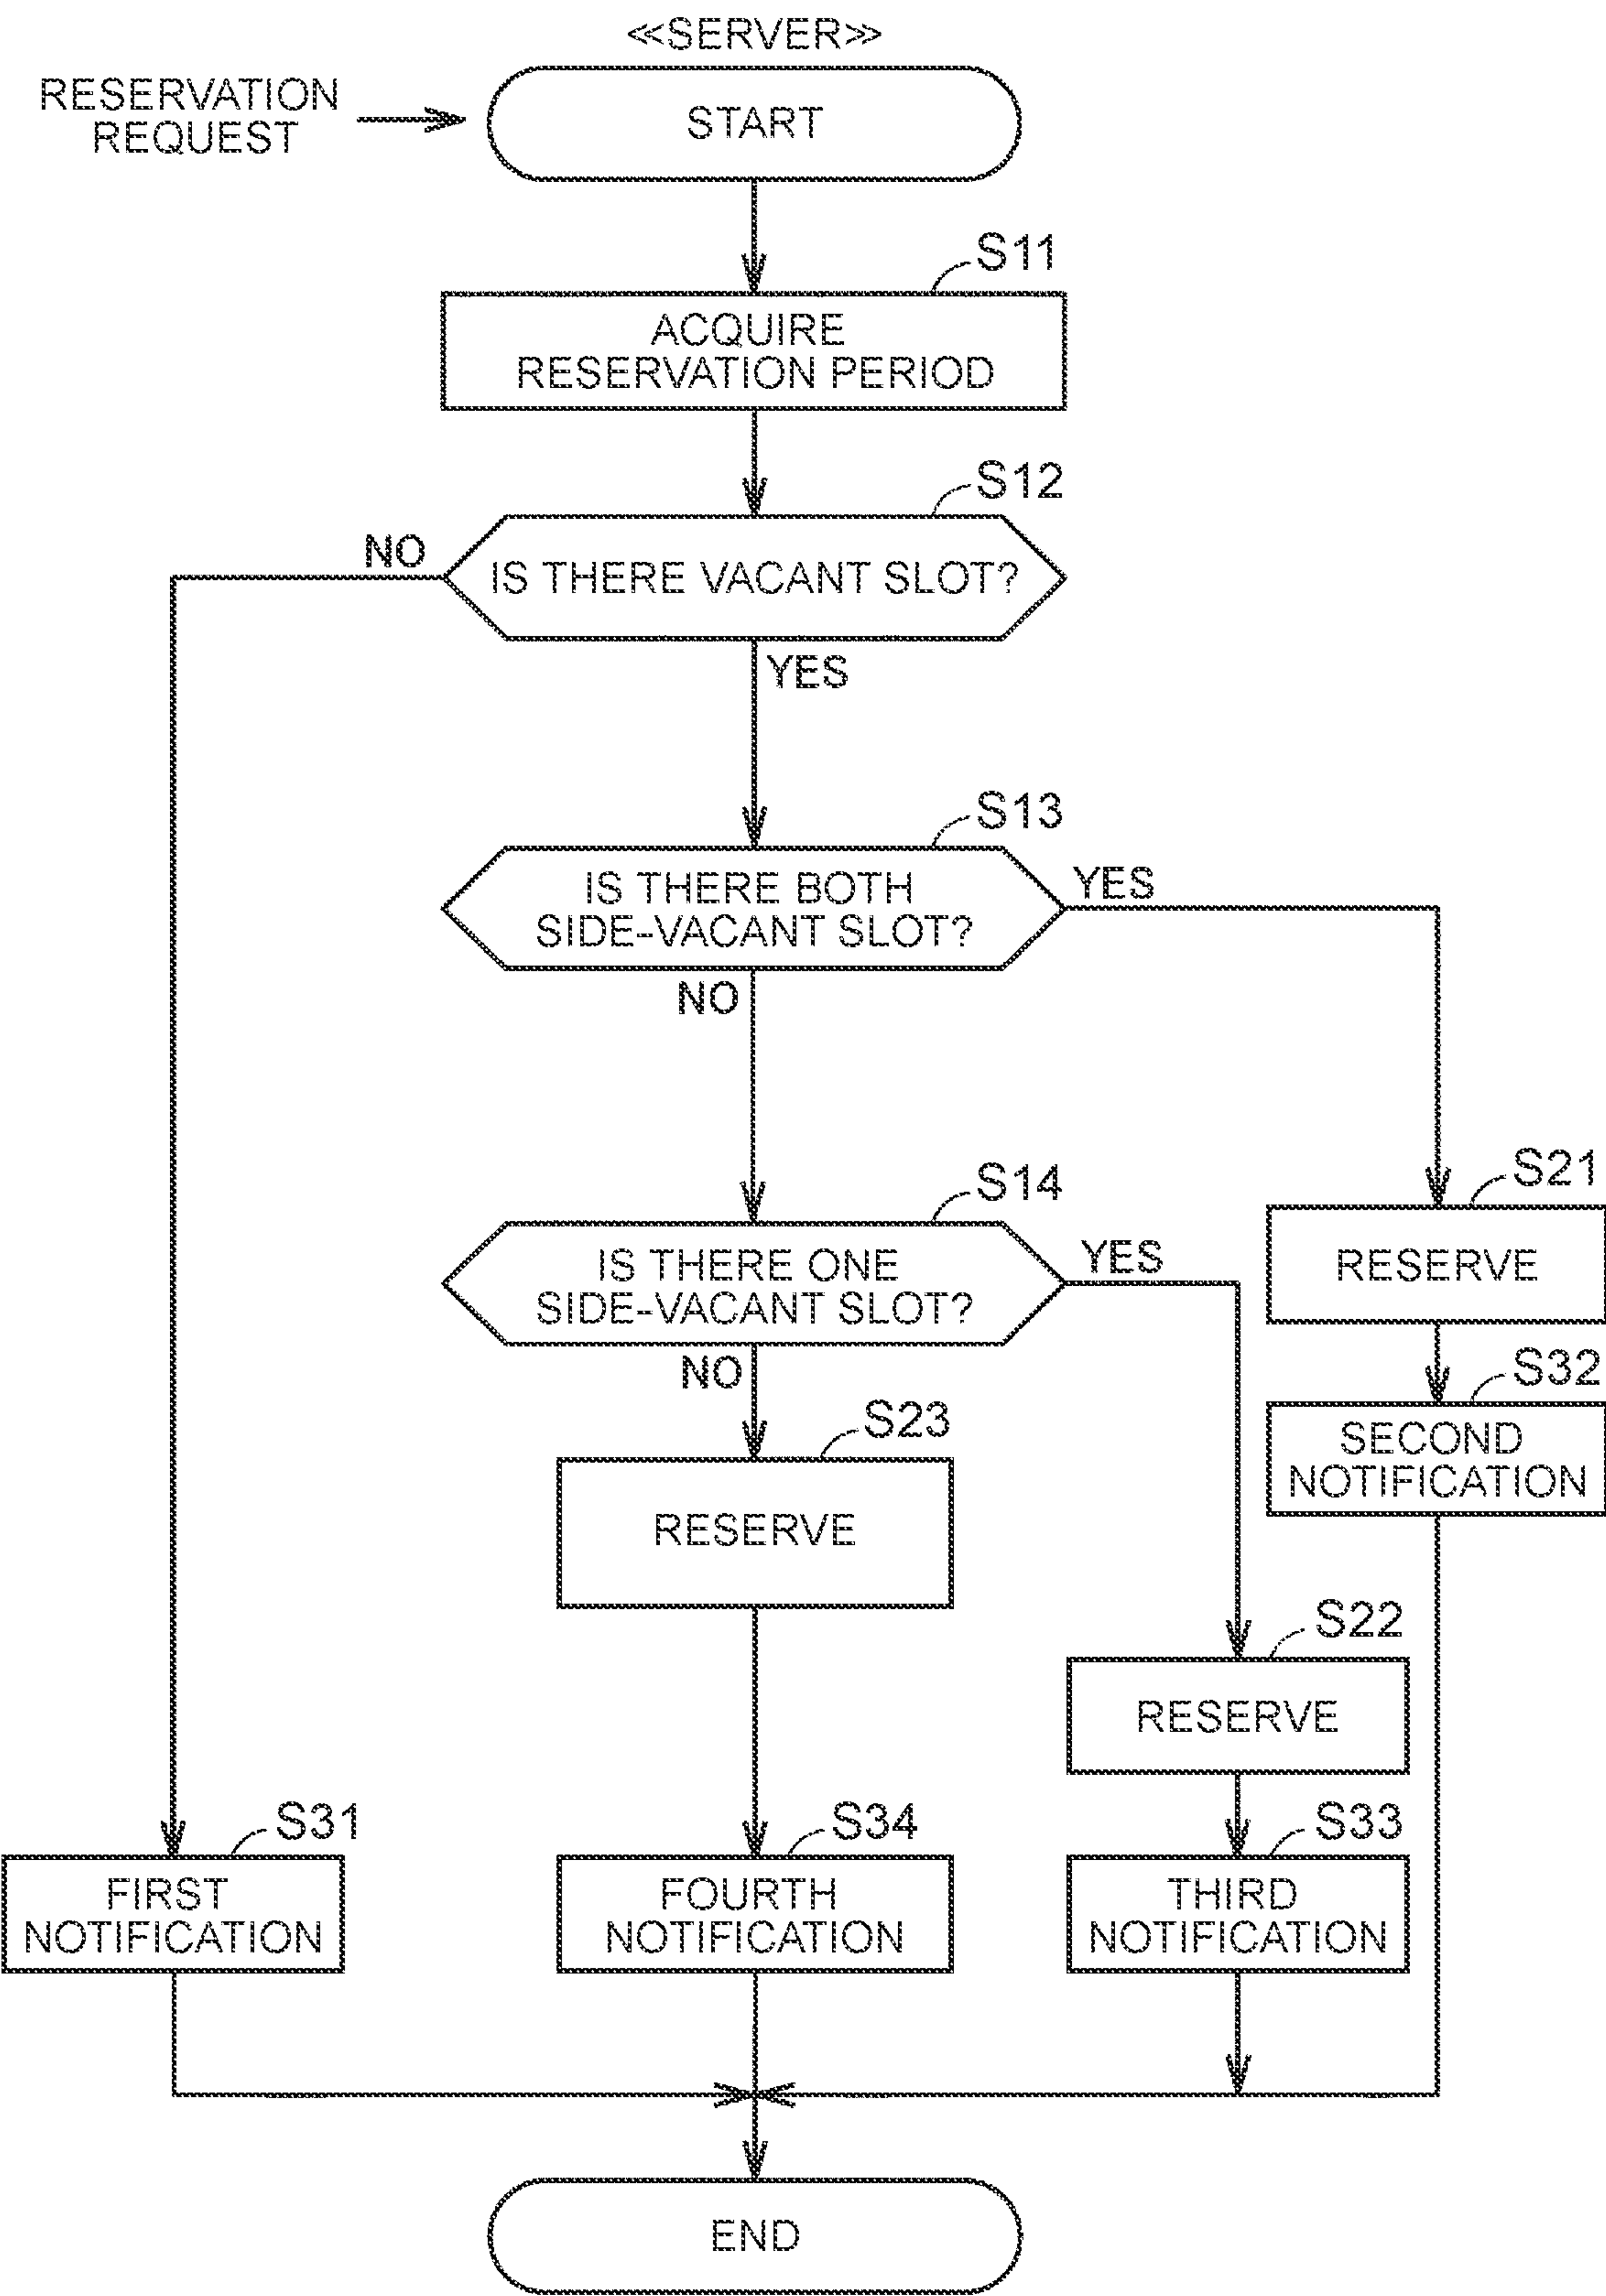 ≪SERVER≫
RESERVATION
REQUEST
START
S11
ACQUIRE
RESERVATION PERIOD
S12
NO
IS THERE VACANT SLOT?
YES
S13
IS THERE BOTH
SIDE-VACANT SLOT?
YES
NO
S14
IS THERE ONE
SIDE-VACANT SLOT?
YES
NO
S21
RESERVE
S32
SECOND
NOTIFICATION
S23
RESERVE
S22
RESERVE
S31
FIRST
NOTIFICATION
S34
FOURTH
NOTIFICATION
S33
THIRD
NOTIFICATION
END